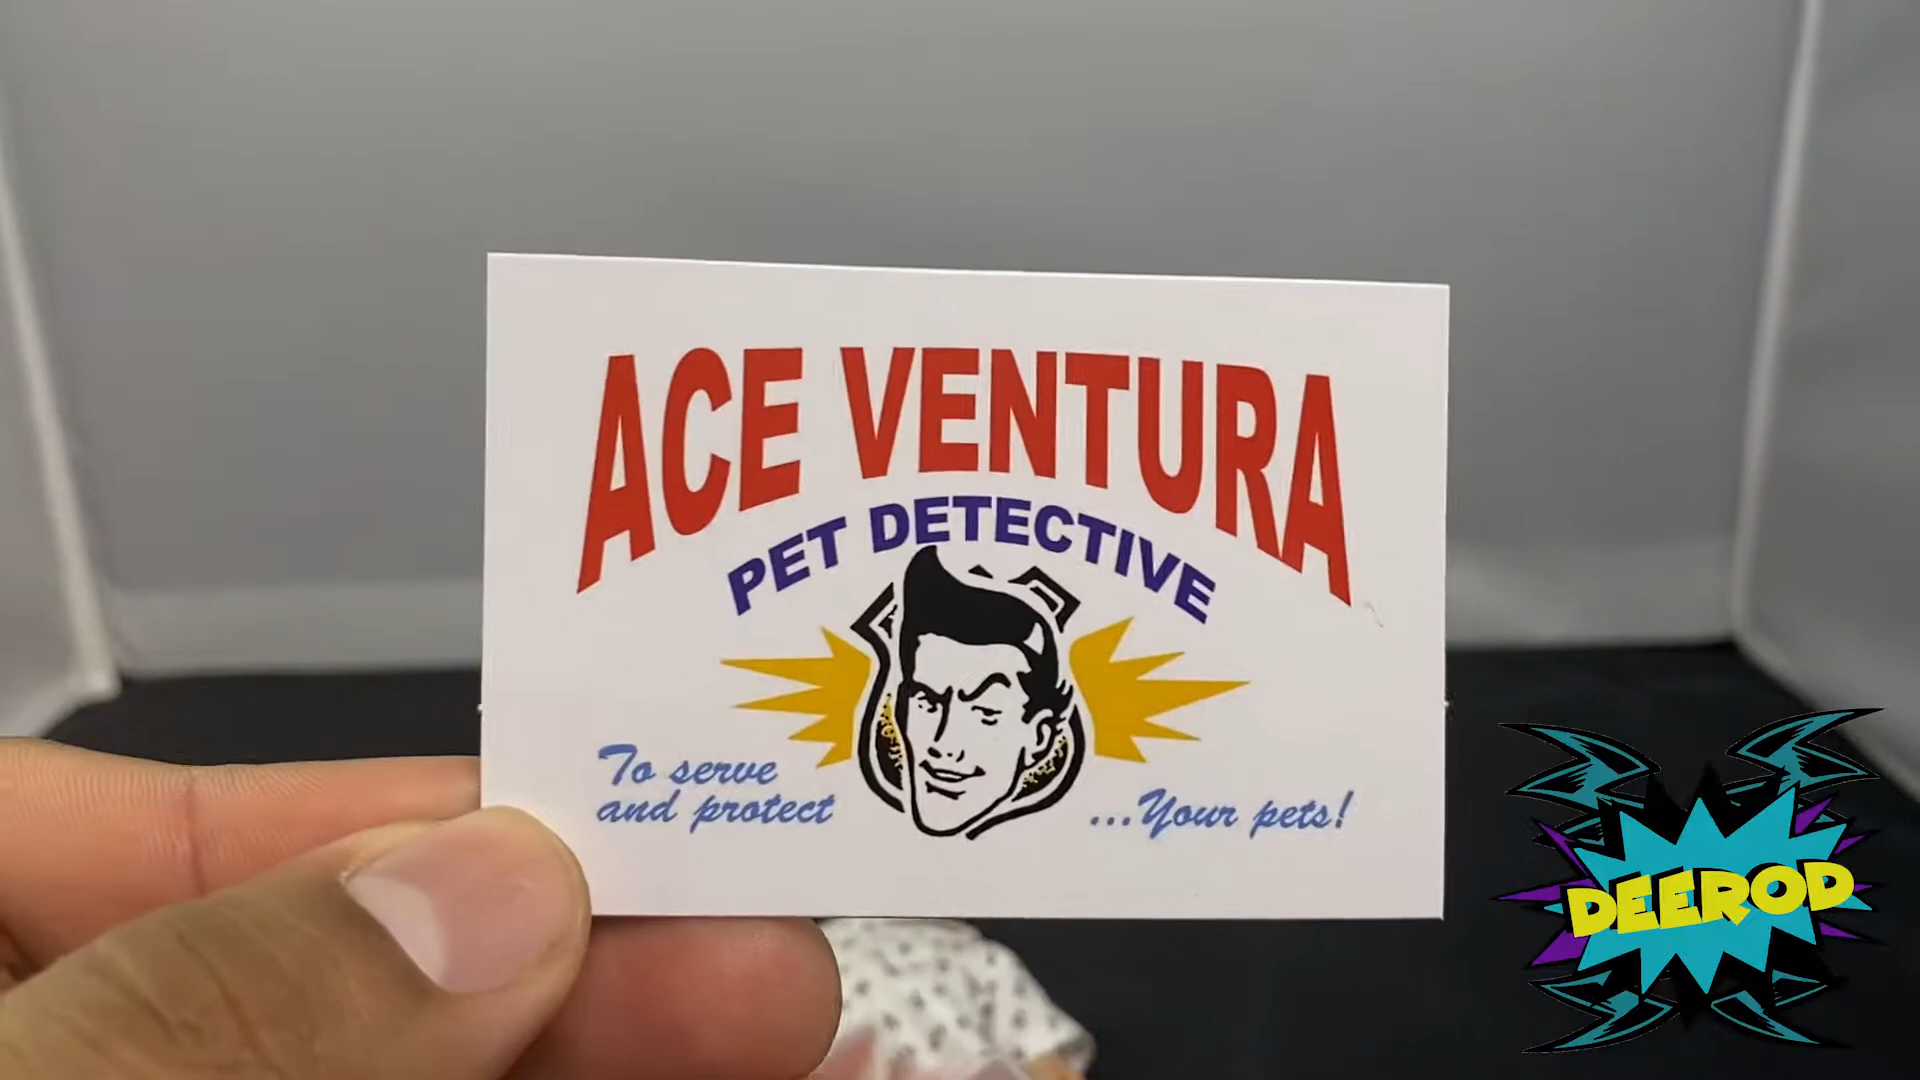 ACE VENTURA
PET DETECTIVE
To serve
and protect
...Your pets!
DEEROD